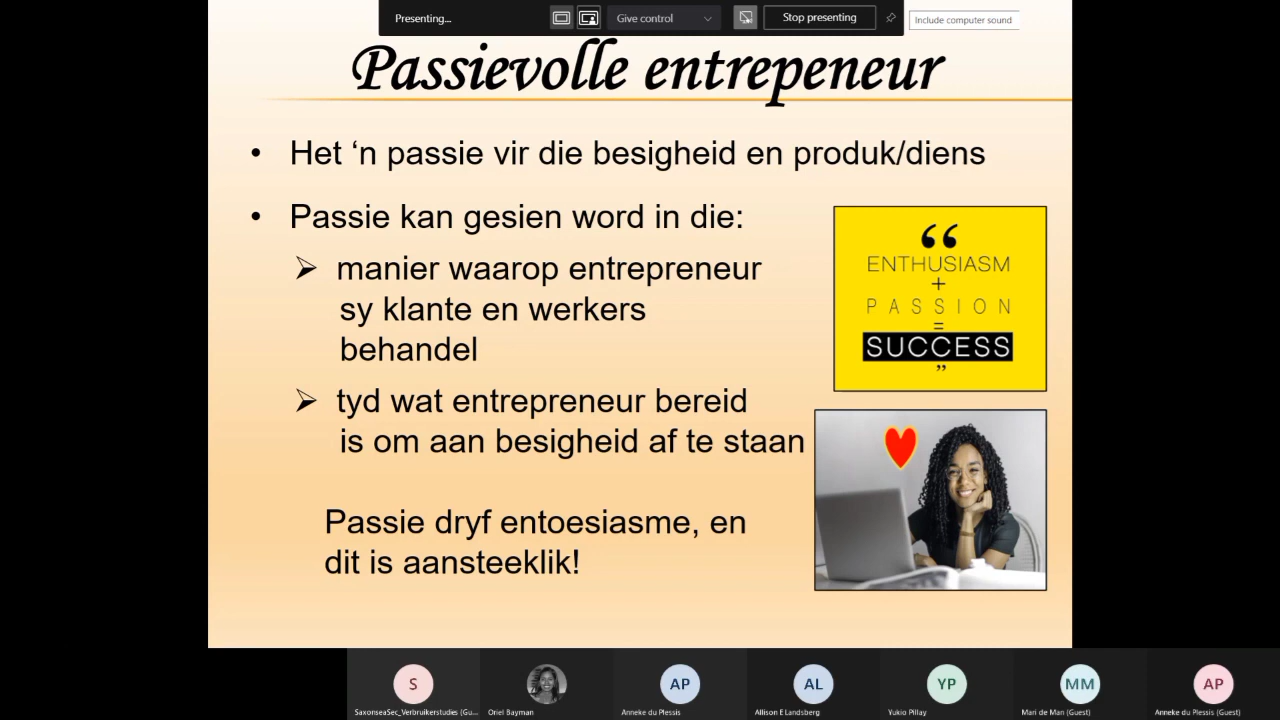 Presenting...
Give control
Stop presenting
Include computer sound
Passievolle entrepeneur
• Het ‘n passie vir die besigheid en produk/diens
• Passie kan gesien word in die:
➢ manier waarop entrepreneur
sy klante en werkers
behandel
➢ tyd wat entrepreneur bereid
is om aan besigheid af te staan
Passie dryf entoesiasme, en
dit is aansteeklik!
“
ENTHUSIASM
+
PASSION
=
SUCCESS
”
S
AP
AL
YP
MM
AP
SaxonseaSec_Verbruikerstudies (Gu...
Oriel Bayman
Anneke du Plessis
Allison E Landsberg
Yukio Pillay
Mari de Man (Guest)
Anneke du Plessis (Guest)